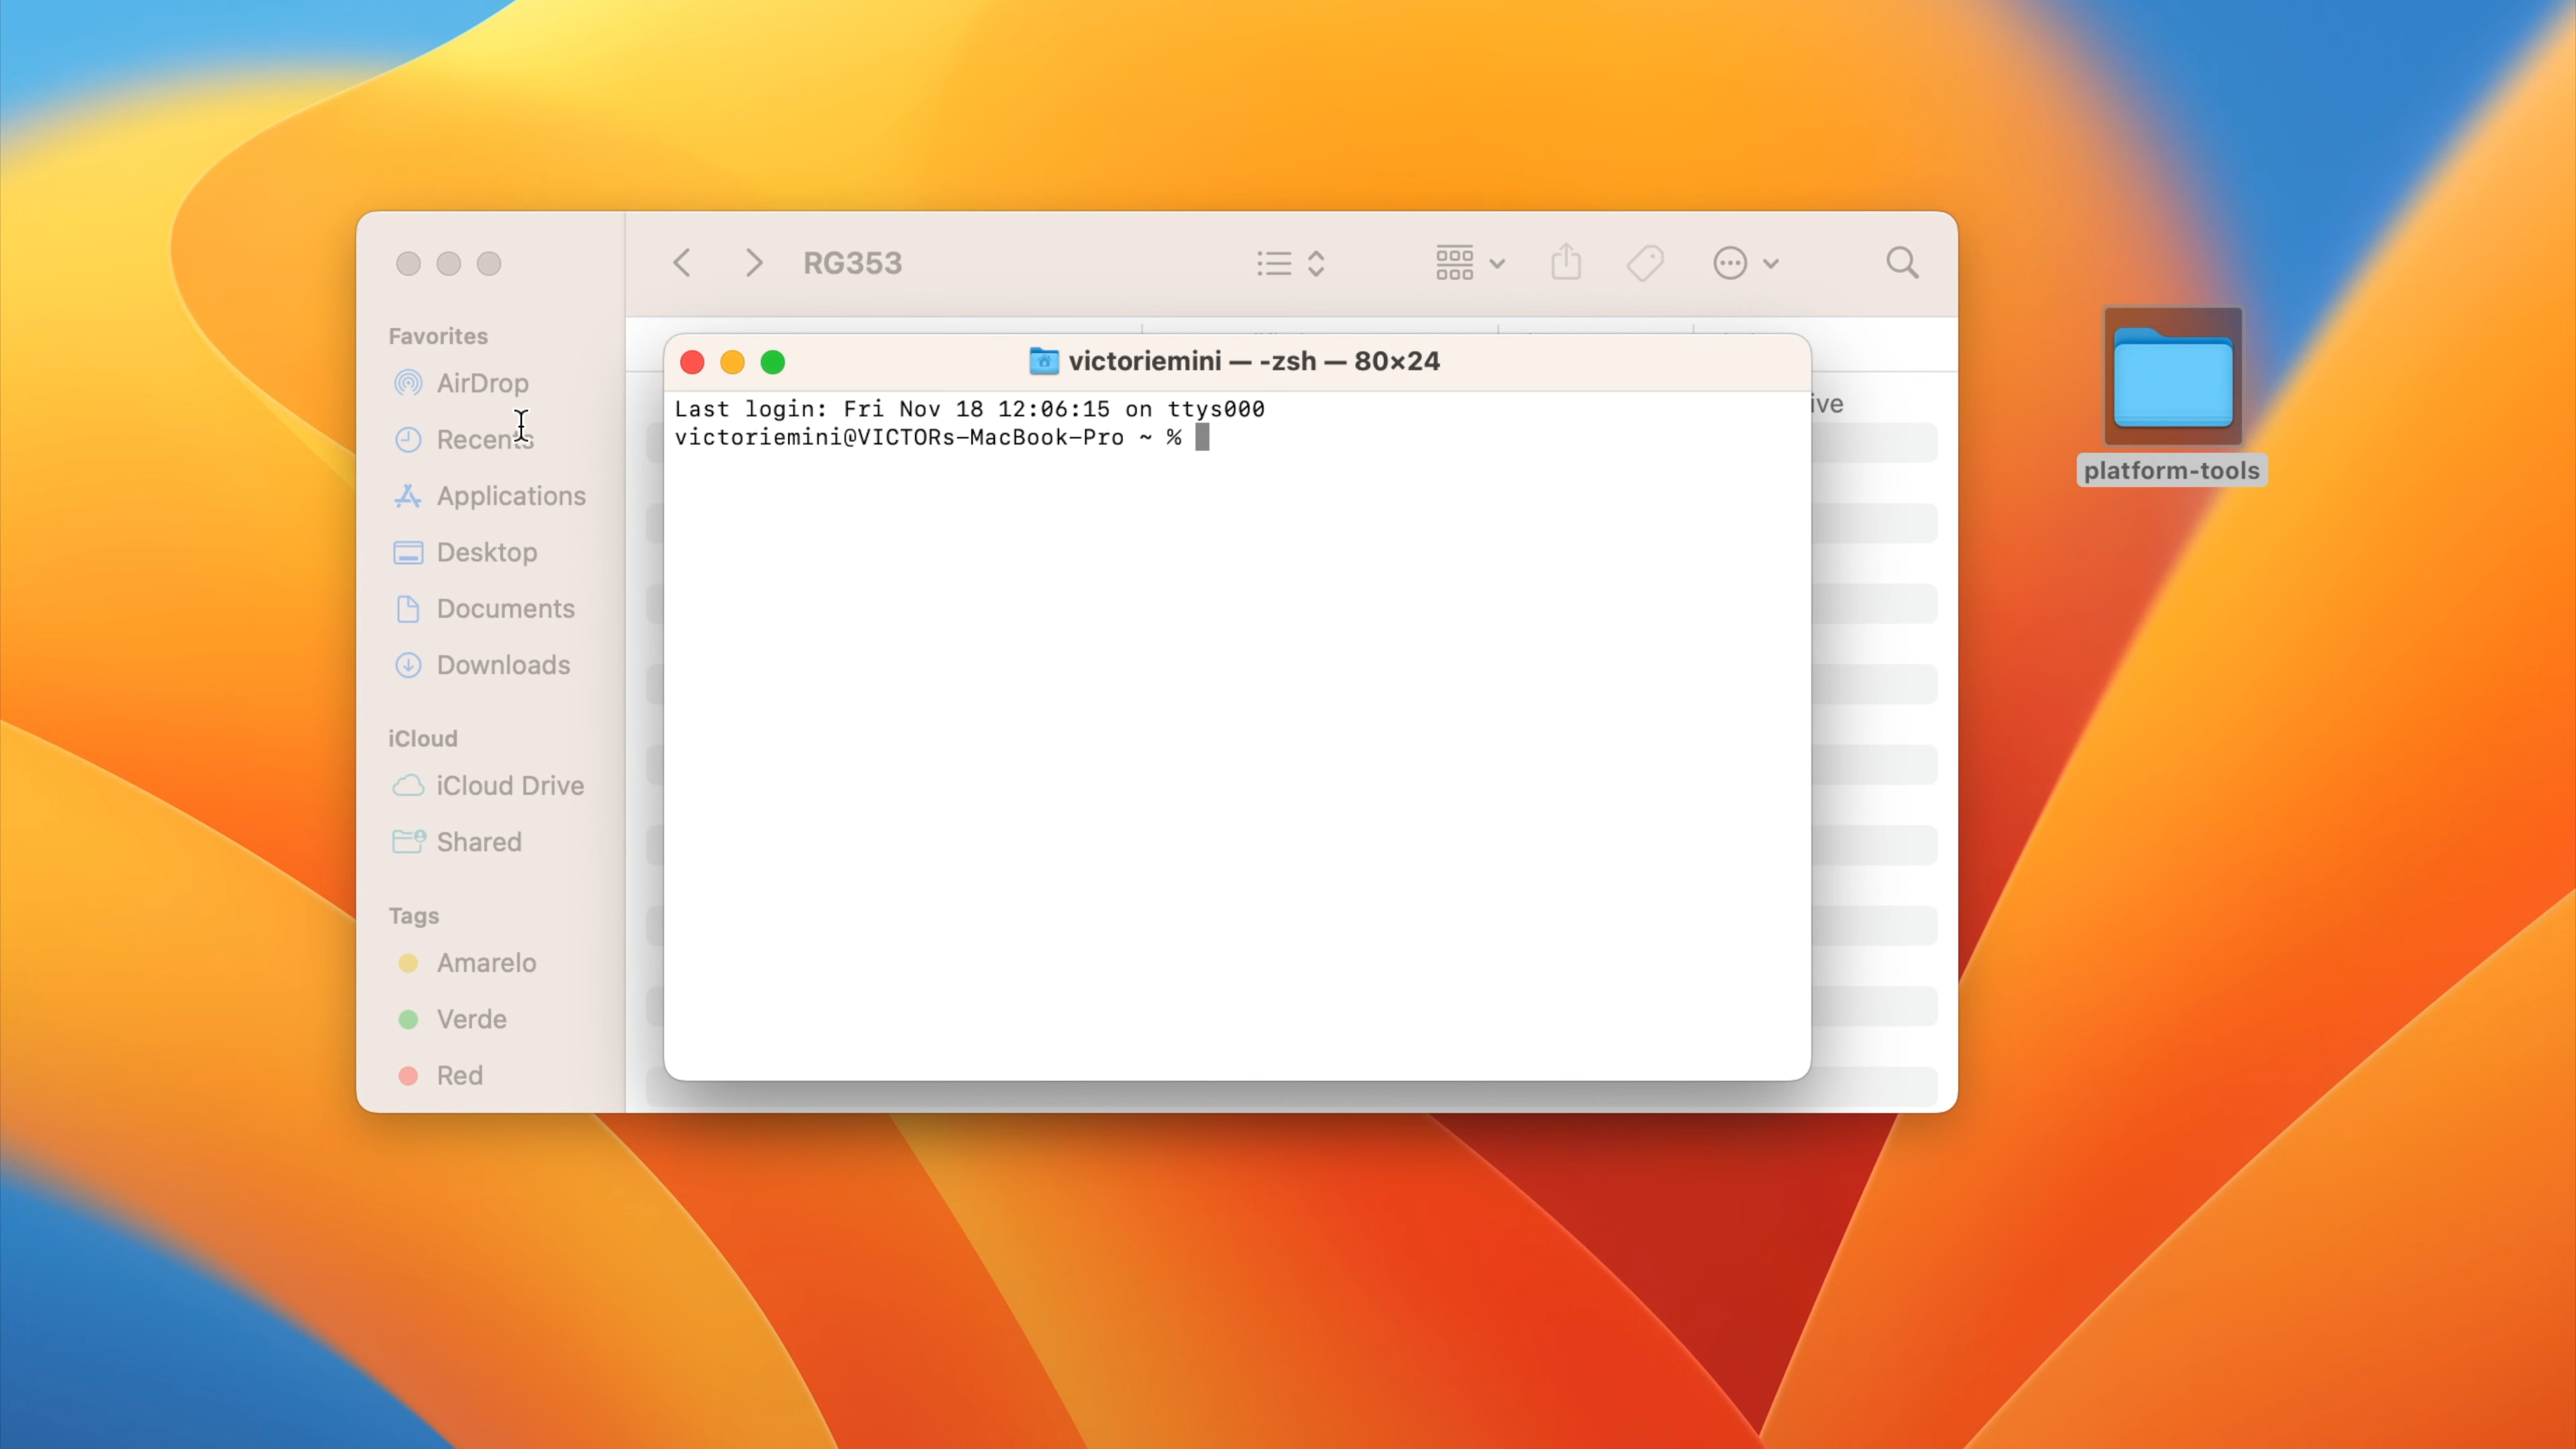 RG353
Favorites
AirDrop
Recents
Applications
Desktop
Documents
Downloads
iCloud
iCloud Drive
Shared
Tags
Amarelo
Verde
Red
victoriemini — -zsh — 80×24
Last login: Fri Nov 18 12:06:15 on ttys000
victoriemini@VICTORs-MacBook-Pro ~ %
ive
platform-tools